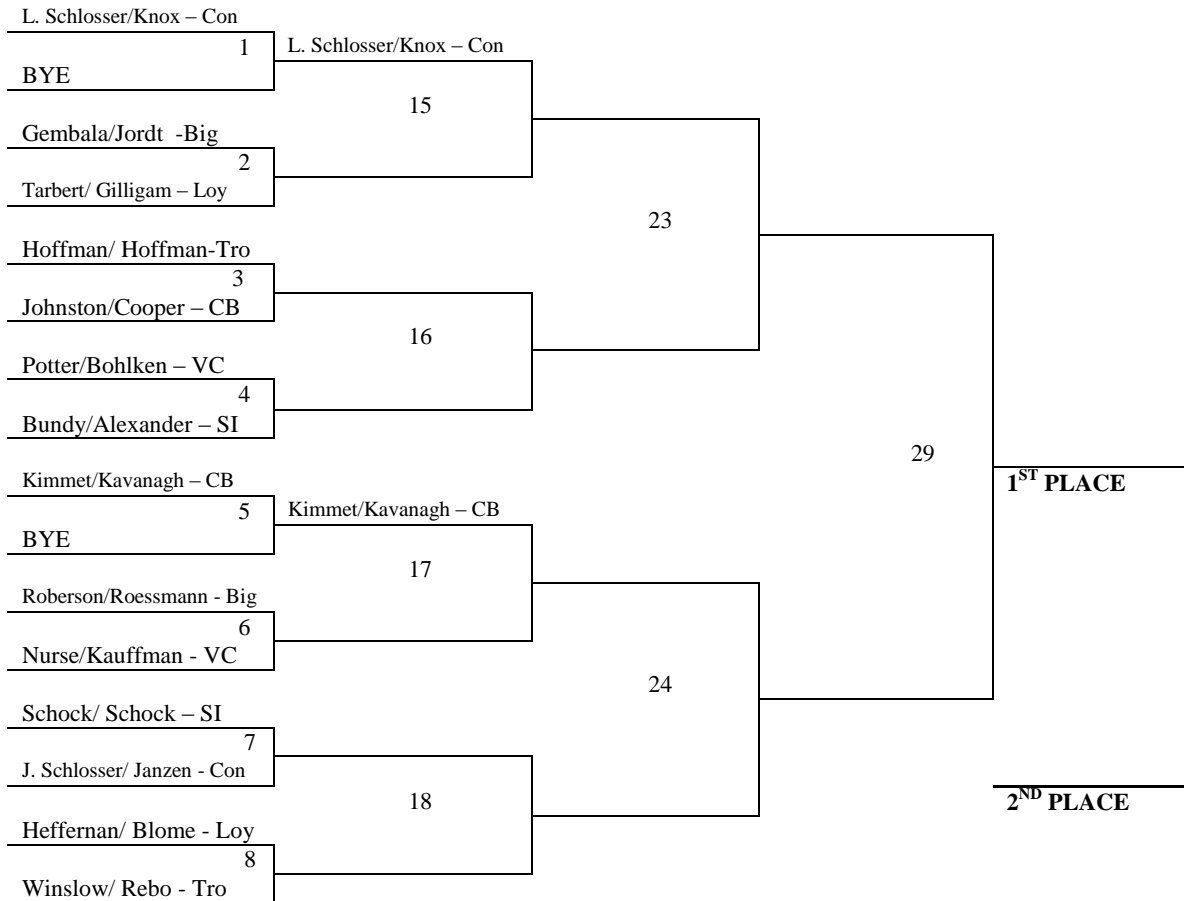 L. Schlosser/Knox – Con
1
L. Schlosser/Knox – Con
BYE
15
Gembala/Jordt -Big
2
Tarbert/ Gilligam – Loy
23
Hoffman/ Hoffman-Tro
3
Johnston/Cooper – CB
16
Potter/Bohlken – VC
4
Bundy/Alexander – SI
29
1ST PLACE
Kimmet/Kavanagh – CB
5
Kimmet/Kavanagh – CB
BYE
17
Roberson/Roessmann - Big
6
Nurse/Kauffman - VC
24
Schock/ Schock – SI
7
J. Schlosser/ Janzen - Con
18
2ND PLACE
Heffernan/ Blome - Loy
8
Winslow/ Rebo - Tro